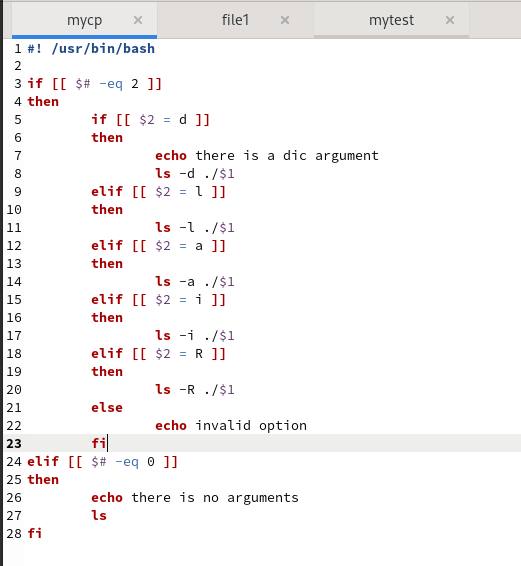 mycp × file1 × mytest ×
1 #! /usr/bin/bash
2
3 if [[ $# -eq 2 ]]
4 then
5 if [[ $2 = d ]]
6 then
7 echo there is a dic argument
8 ls -d ./$1
9 elif [[ $2 = l ]]
10 then
11 ls -l ./$1
12 elif [[ $2 = a ]]
13 then
14 ls -a ./$1
15 elif [[ $2 = i ]]
16 then
17 ls -i ./$1
18 elif [[ $2 = R ]]
19 then
20 ls -R ./$1
21 else
22 echo invalid option
23 fi
24 elif [[ $# -eq 0 ]]
25 then
26 echo there is no arguments
27 ls
28 fi